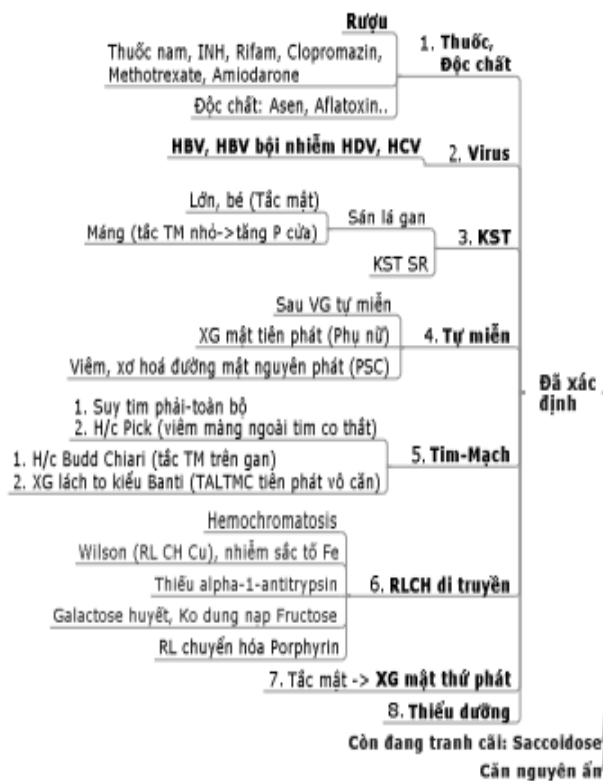 Rượu
Thuốc nam, INH, Rifam, Clopromazin,
Methotrexate, Amiodarone
Độc chất: Asen, Aflatoxin..
1. Thuốc,
Độc chất
HBV, HBV bội nhiễm HDV, HCV
2. Virus
Lớn, bé (Tắc mật)
Máng (tắc TM nhỏ->tăng P cửa)
Sán lá gan
KST SR
3. KST
Sau VG tự miễn
XG mật tiên phát (Phụ nữ)
Viêm, xơ hoá đường mật nguyên phát (PSC)
4. Tự miễn
1. Suy tim phải-toàn bộ
2. H/c Pick (viêm màng ngoài tim co thắt)
1. H/c Budd Chiari (tắc TM trên gan)
2. XG lách to kiểu Banti (TALTMC tiên phát vô căn)
5. Tim-Mạch
Hemochromatosis
Wilson (RL CH Cu), nhiễm sắc tố Fe
Thiếu alpha-1-antitrypsin
Galactose huyết, Ko dung nạp Fructose
RL chuyển hóa Porphyrin
6. RLCH di truyền
7. Tắc mật -> XG mật thứ phát
8. Thiếu dưỡng
Đã xác
định
Còn đang tranh cãi: Saccoidose
Căn nguyên ẩn